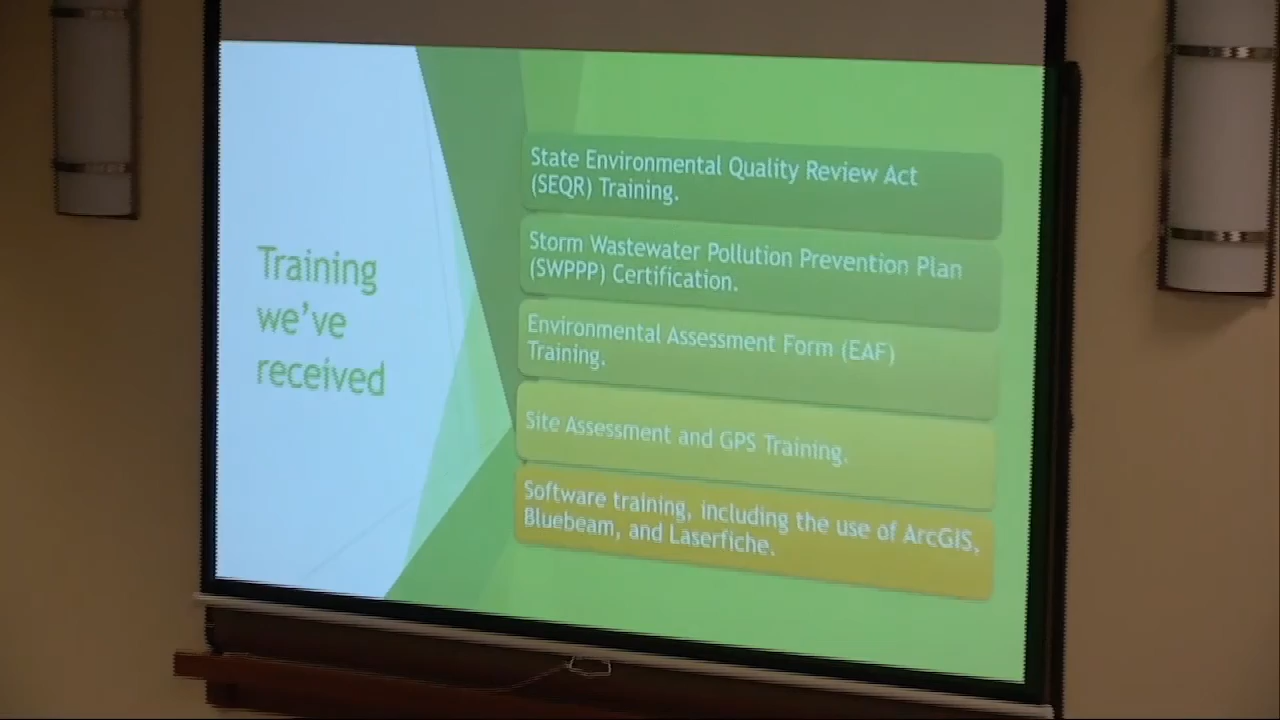 Training
we've
received
State Environmental Quality Review Act
(SEQR) Training.
Storm Wastewater Pollution Prevention Plan
(SWPPP) Certification.
Environmental Assessment Form (EAF)
Training.
Site Assessment and GPS Training.
Software training, including the use of ArcGIS,
Bluebeam, and Laserfiche.